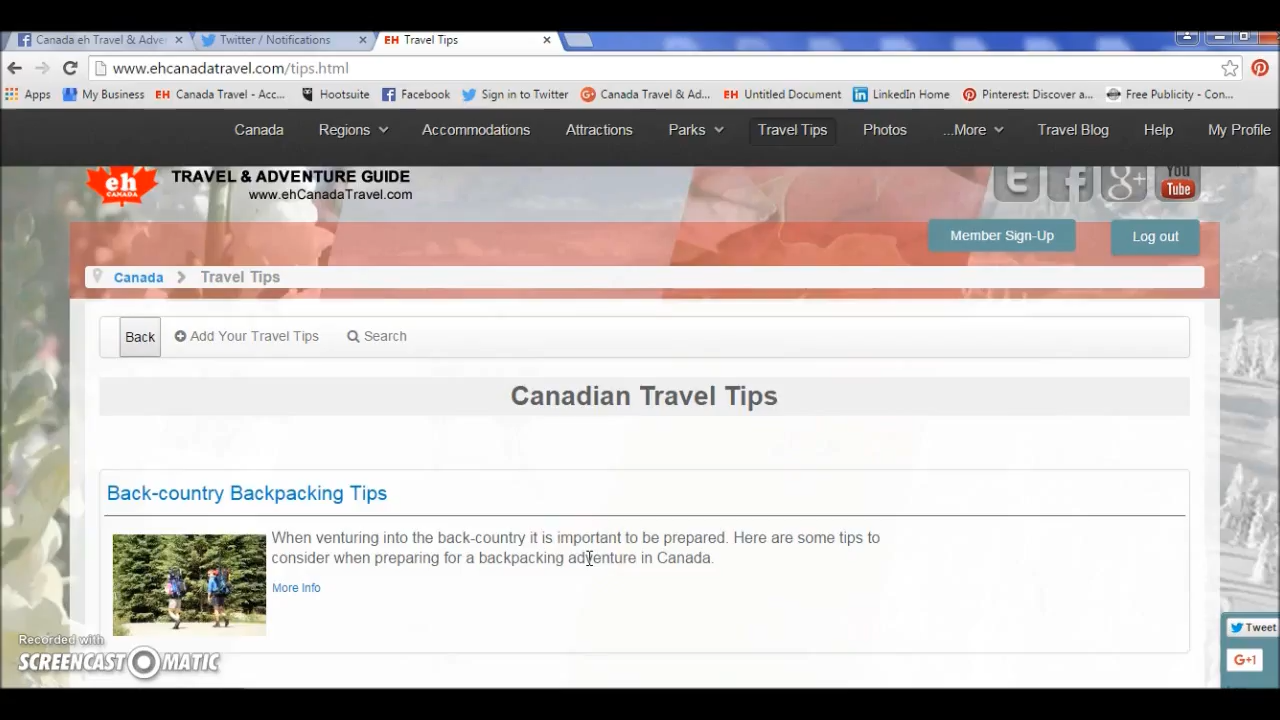 Canada eh Travel & Adve
Twitter / Notifications
EH Travel Tips
www.ehcanadatravel.com/tips.html
Apps
My Business
EH Canada Travel - Acc...
Hootsuite
Facebook
Sign in to Twitter
Canada Travel & Ad...
EH Untitled Document
LinkedIn Home
Pinterest: Discover a...
Free Publicity - Con...
Canada
Regions
Accommodations
Attractions
Parks
Travel Tips
Photos
...More
Travel Blog
Help
My Profile
eh
CANADA
TRAVEL & ADVENTURE GUIDE
www.ehCanadaTravel.com
You
Tube
Member Sign-Up
Log out
Canada
Travel Tips
Back
Add Your Travel Tips
Search
Canadian Travel Tips
Back-country Backpacking Tips
When venturing into the back-country it is important to be prepared. Here are some tips to
consider when preparing for a backpacking adventure in Canada.
More Info
Recorded with
SCREENCAST MATIC
Tweet
G+1